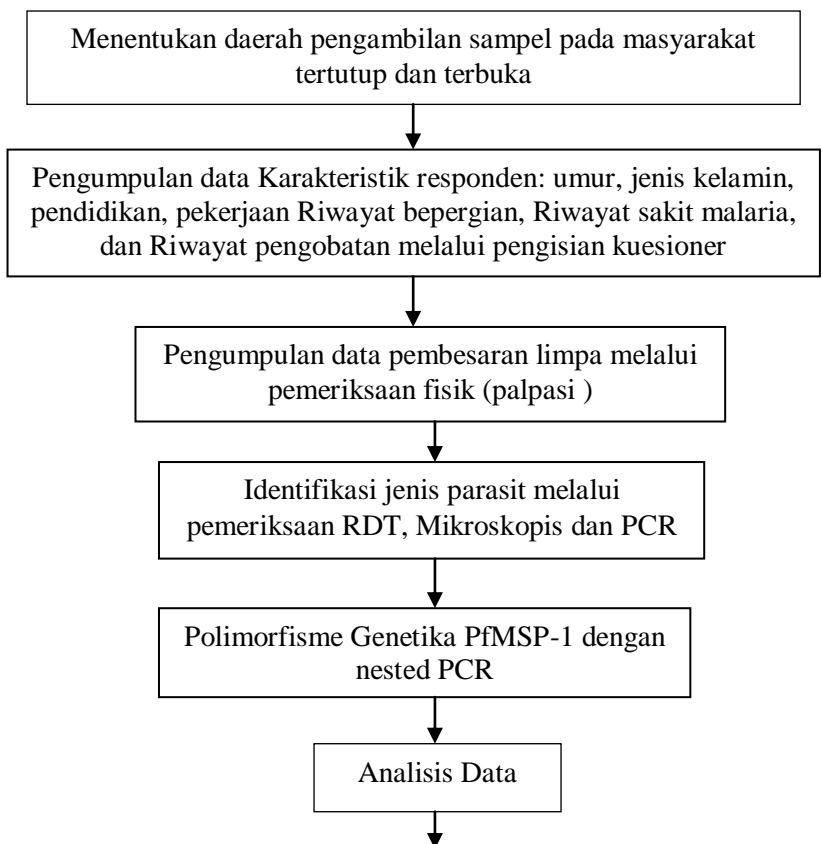 Menentukan daerah pengambilan sampel pada masyarakat
tertutup dan terbuka
Pengumpulan data Karakteristik responden: umur, jenis kelamin,
pendidikan, pekerjaan Riwayat bepergian, Riwayat sakit malaria,
dan Riwayat pengobatan melalui pengisian kuesioner
Pengumpulan data pembesaran limpa melalui
pemeriksaan fisik (palpasi )
Identifikasi jenis parasit melalui
pemeriksaan RDT, Mikroskopis dan PCR
Polimorfisme Genetika PfMSP-1 dengan
nested PCR
Analisis Data